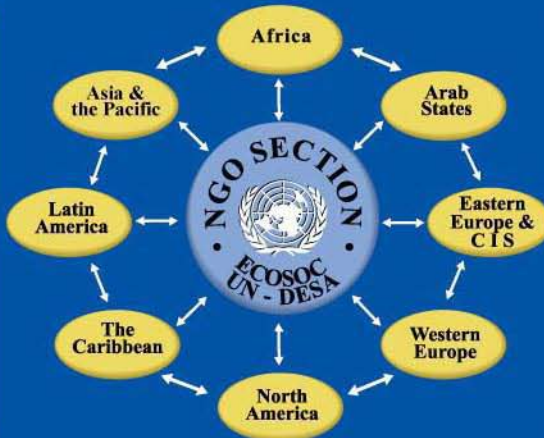 Africa
Asia &
the Pacific
Arab
States
NGO SECTION
Latin
America
Eastern
Europe &
C I S
ECOSOC
UN - DESA
The
Caribbean
Western
Europe
North
America